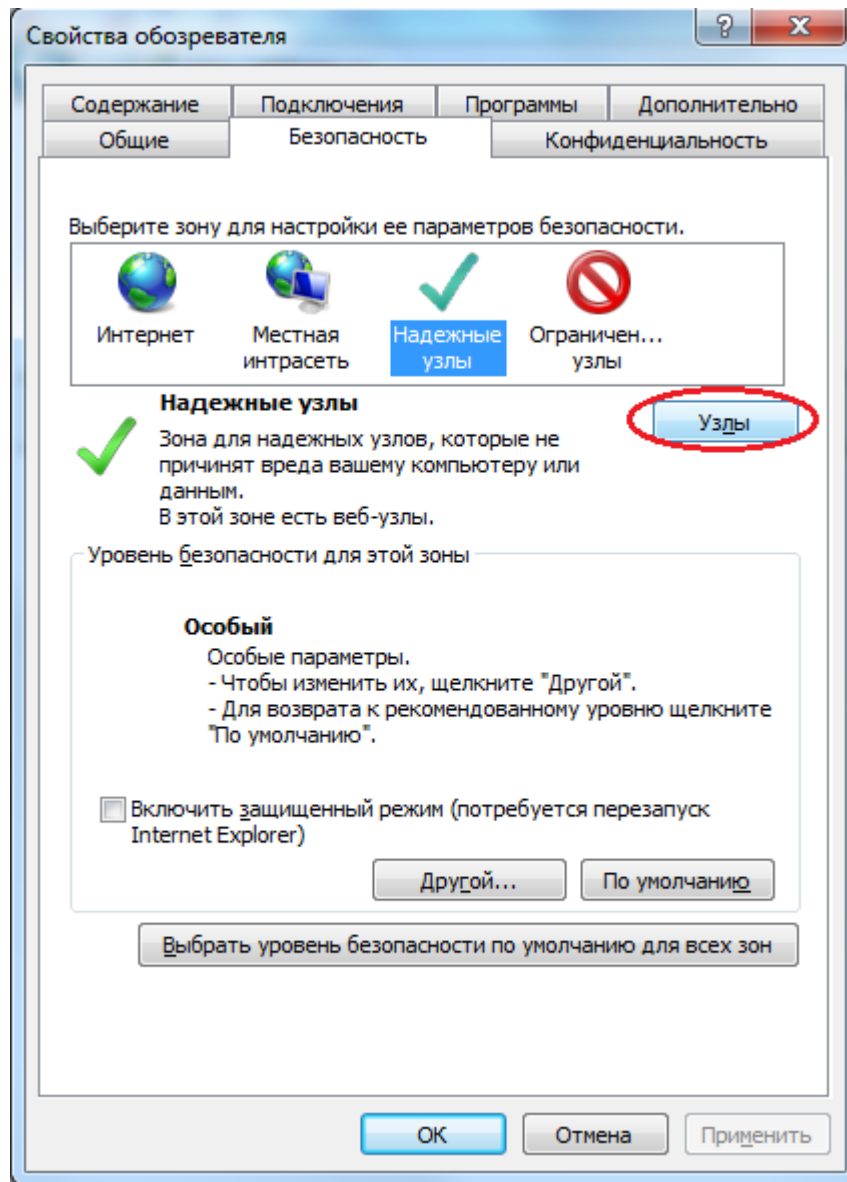 Свойства обозревателя
Содержание Подключения Программы Дополнительно
Общие Безопасность Конфиденциальность
Выберите зону для настройки ее параметров безопасности.
Интернет Местная интрасеть Надежные узлы Ограничен... узлы
Надежные узлы
Узлы
Зона для надежных узлов, которые не
причинят вреда вашему компьютеру или
данным.
В этой зоне есть веб-узлы.
Уровень безопасности для этой зоны
Особый
Особые параметры.
- Чтобы изменить их, щелкните "Другой".
- Для возврата к рекомендованному уровню щелкните
"По умолчанию".
Включить защищенный режим (потребуется перезапуск
Internet Explorer)
Другой... По умолчанию
Выбрать уровень безопасности по умолчанию для всех зон
ОК Отмена Применить